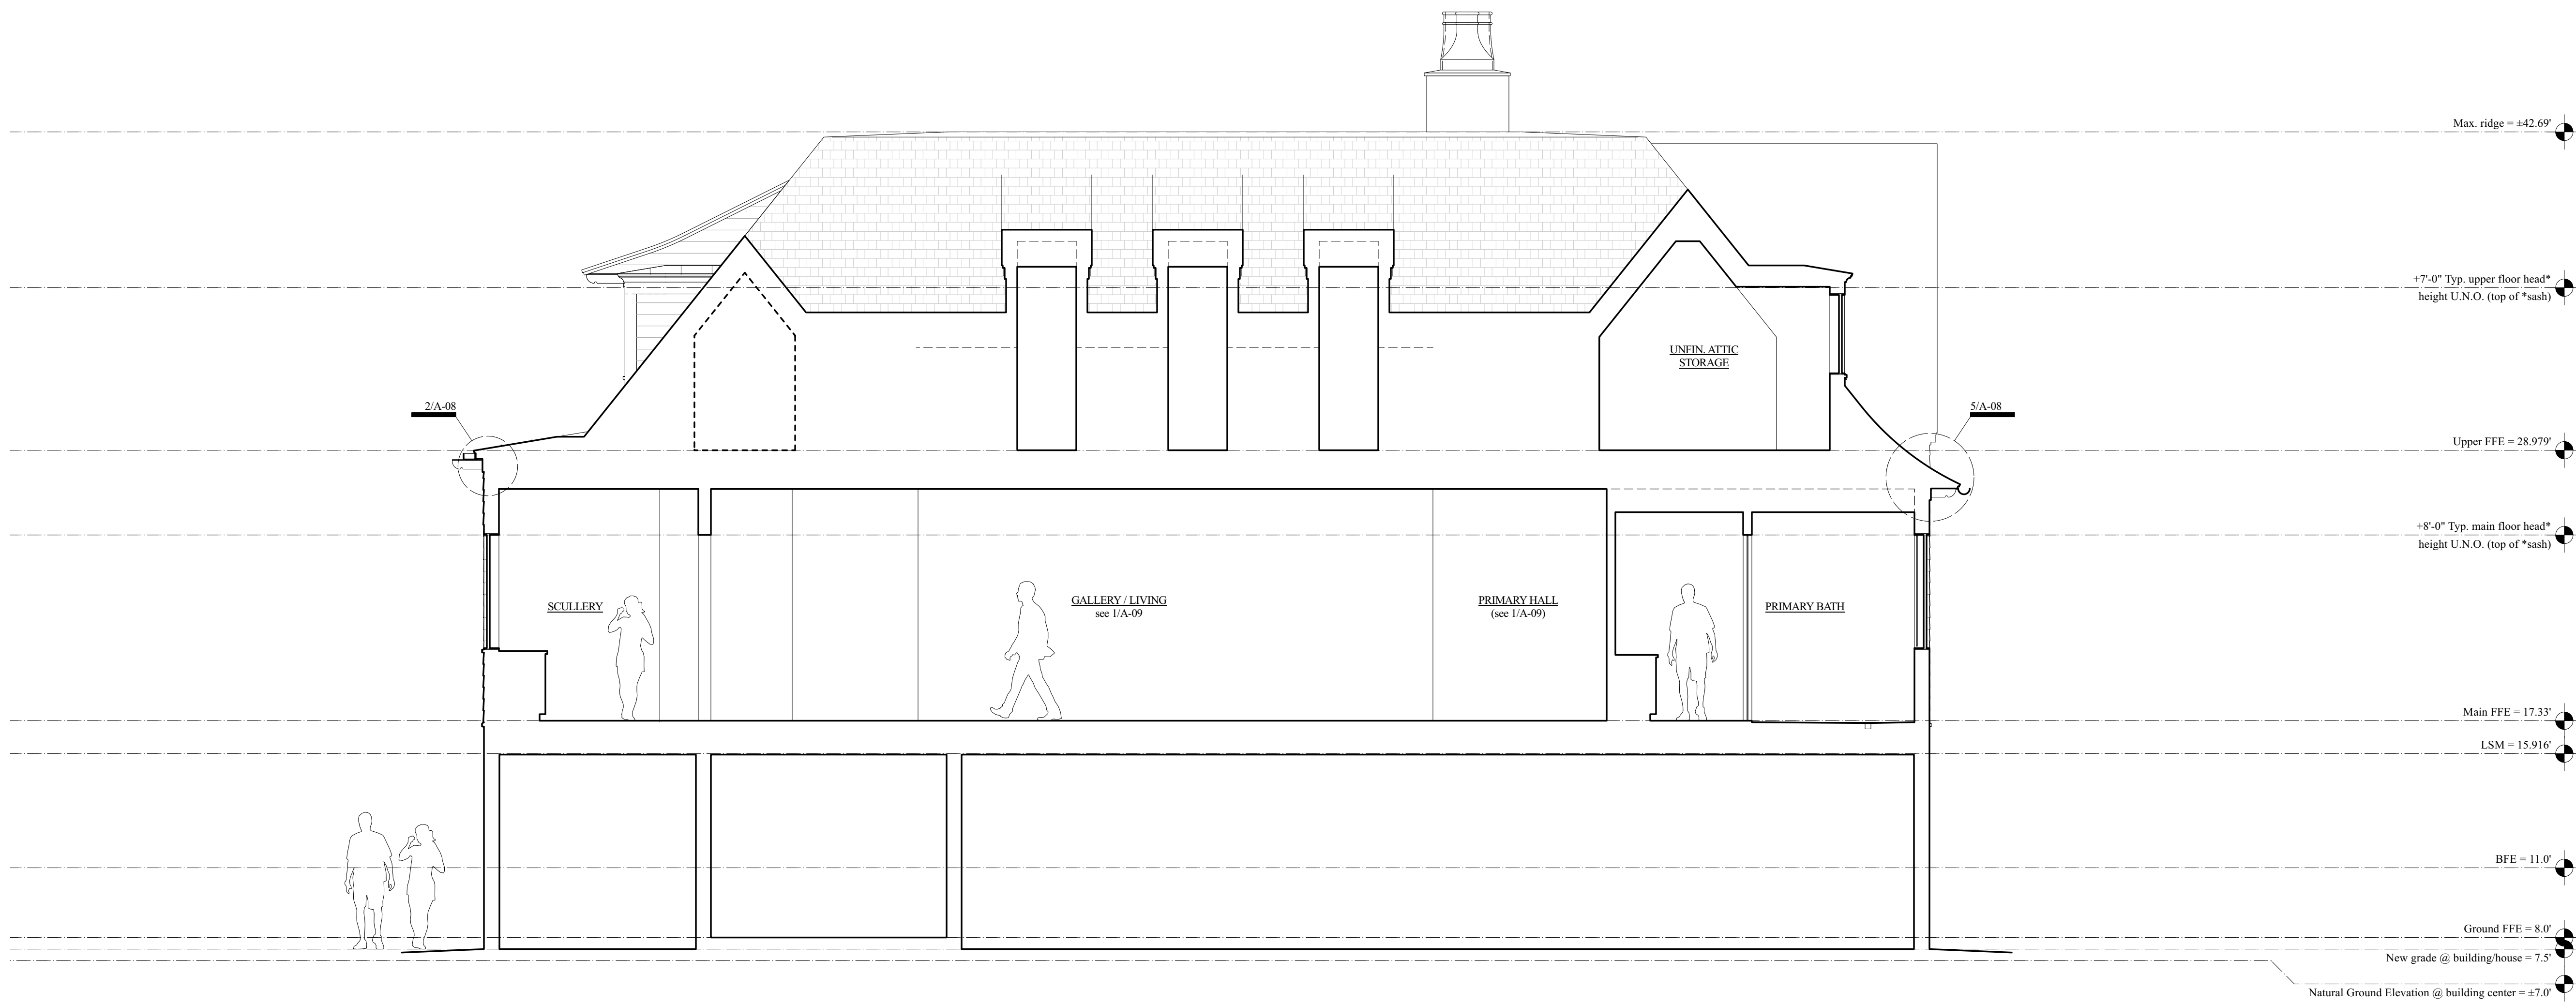 Max. ridge = ±42.69'
+7'-0" Typ. upper floor head*
height U.N.O. (top of *sash)
UNFIN. ATTIC
STORAGE
2/A-08
5/A-08
Upper FFE = 28.979'
+8'-0" Typ. main floor head*
height U.N.O. (top of *sash)
SCULLERY
GALLERY / LIVING
see 1/A-09
PRIMARY HALL
(see 1/A-09)
PRIMARY BATH
Main FFE = 17.33'
LSM = 15.916'
BFE = 11.0'
Ground FFE = 8.0'
New grade @ building/house = 7.5'
Natural Ground Elevation @ building center = ±7.0'